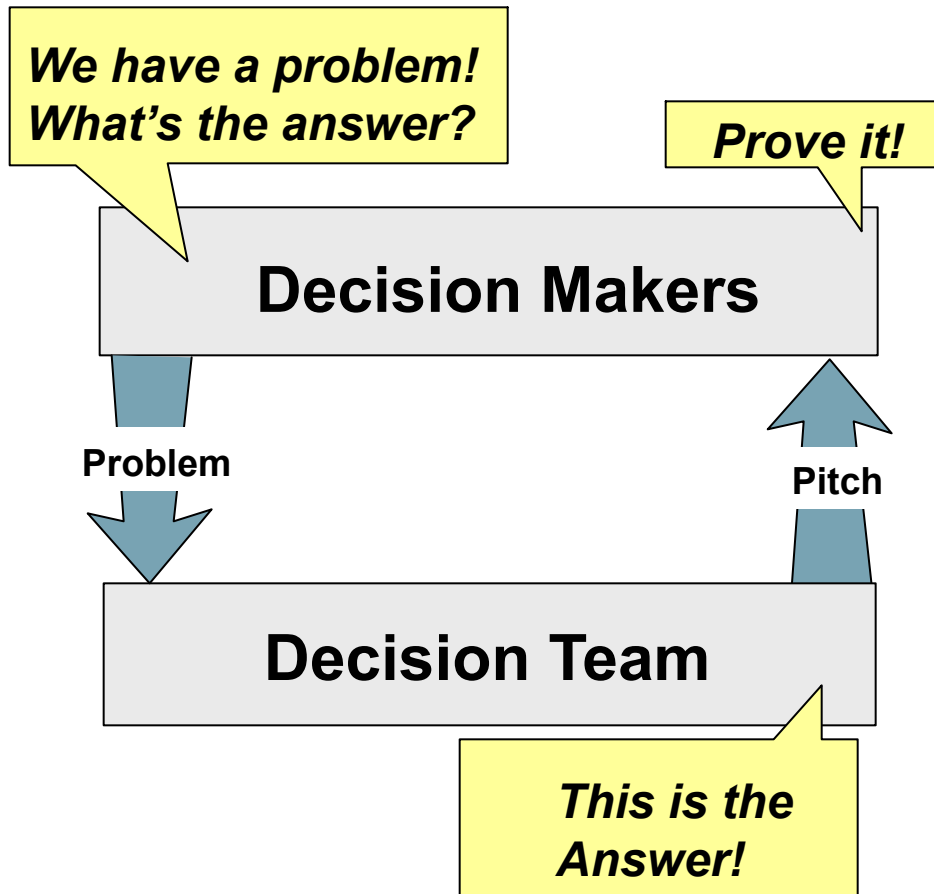 We have a problem!
What’s the answer?
Prove it!
Decision Makers
Problem
Pitch
Decision Team
This is the
Answer!